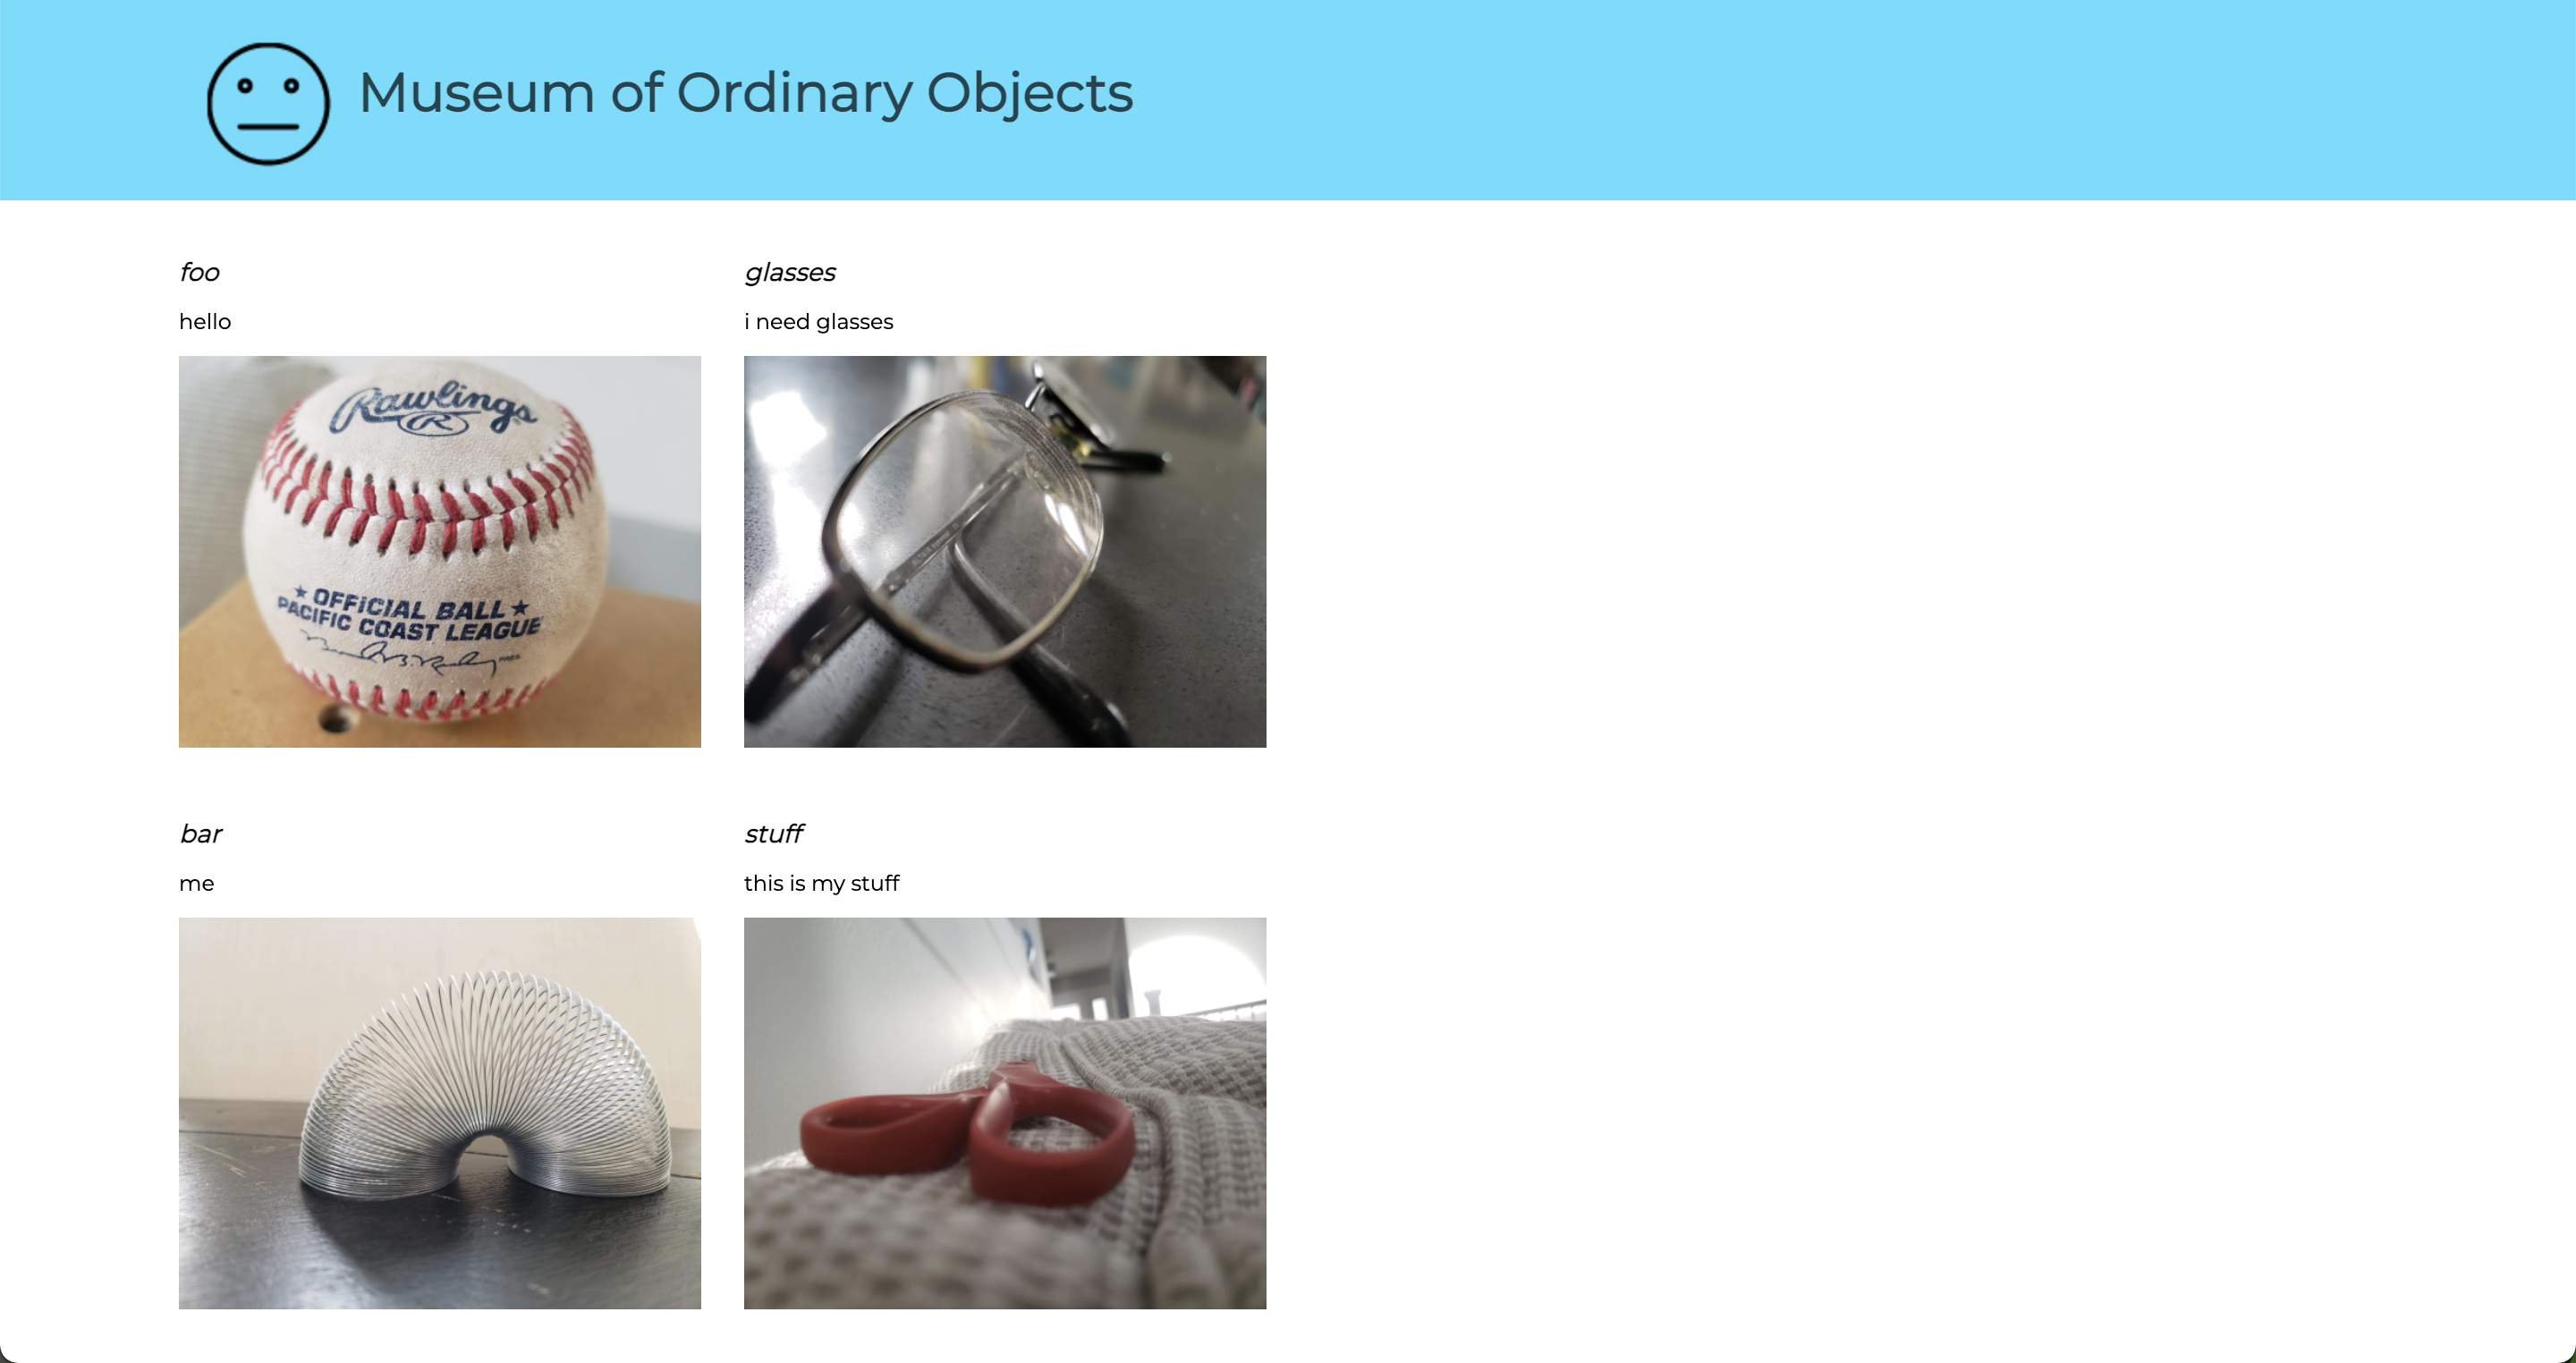 Museum of Ordinary Objects
foo
hello
Rawlings
R
★ OFFICIAL BALL ★
PACIFIC COAST LEAGUE
glasses
i need glasses
bar
me
stuff
this is my stuff